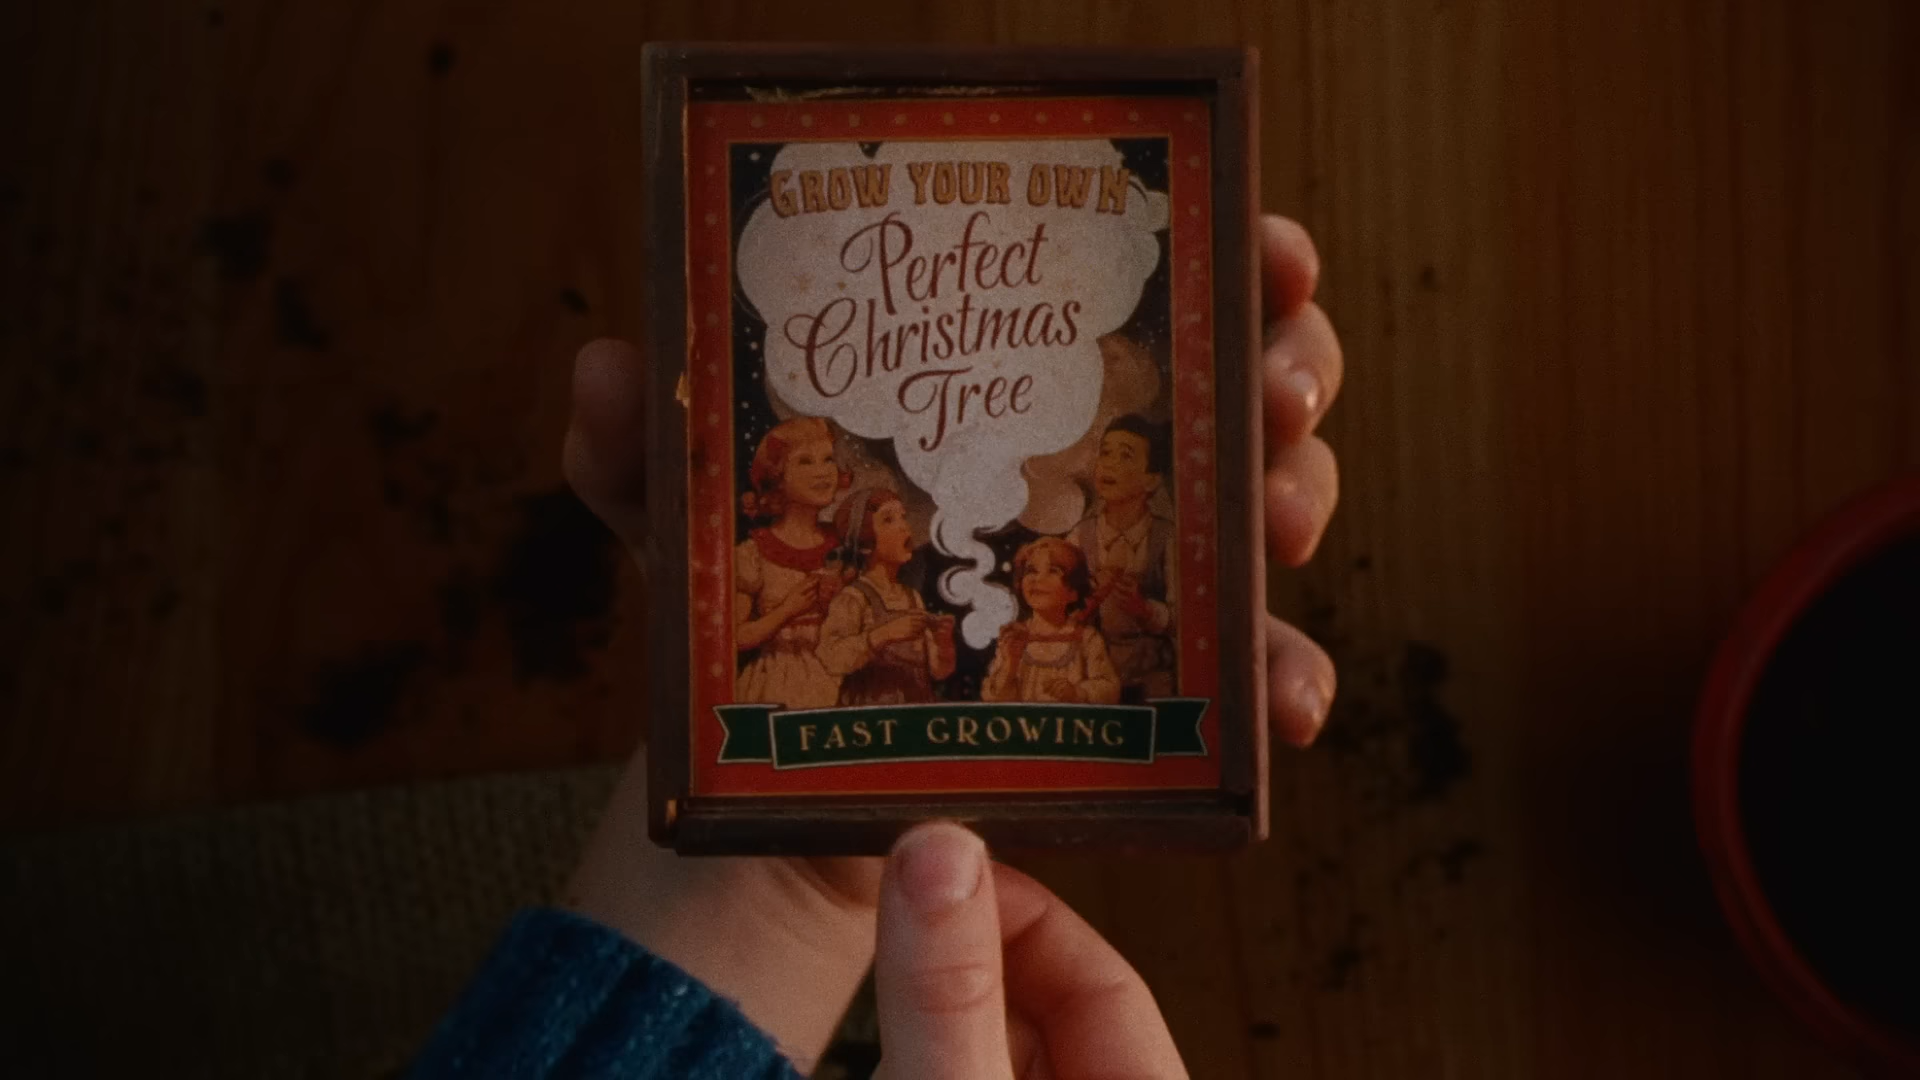 GROW YOUR OWN
Perfect
Christmas
Tree
FAST GROWING